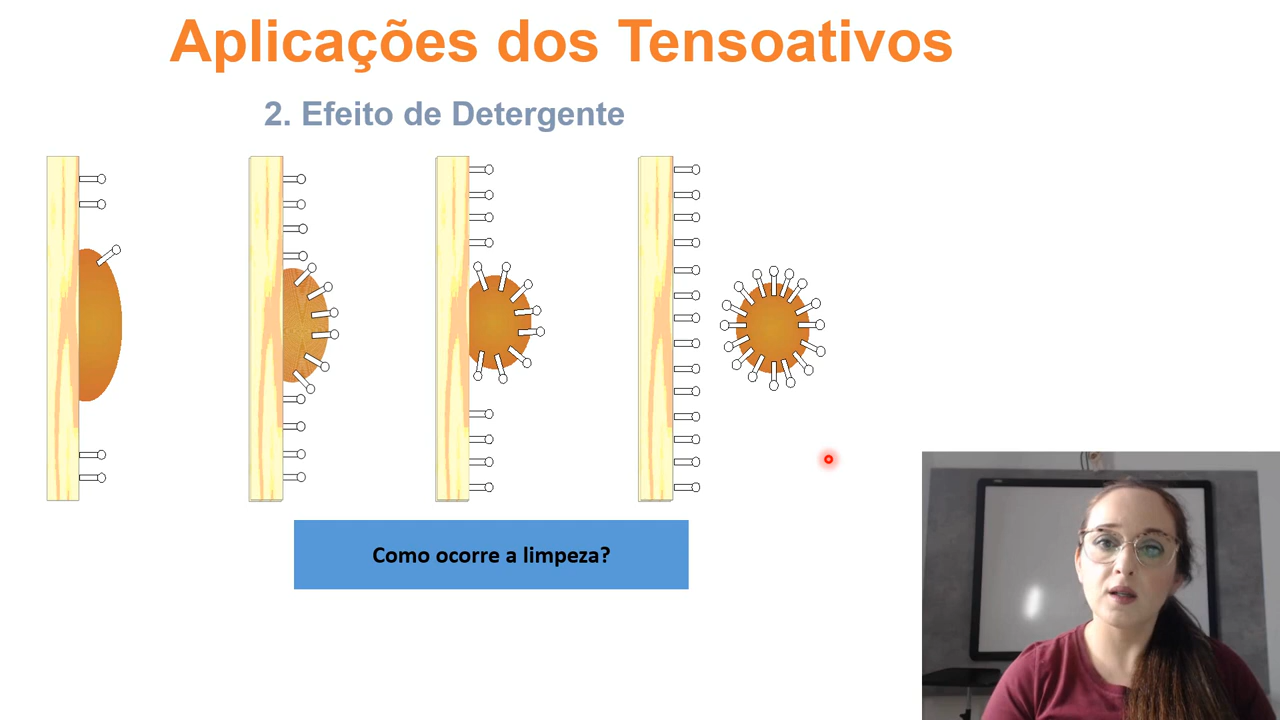 Aplicações dos Tensoativos
2. Efeito de Detergente
Como ocorre a limpeza?